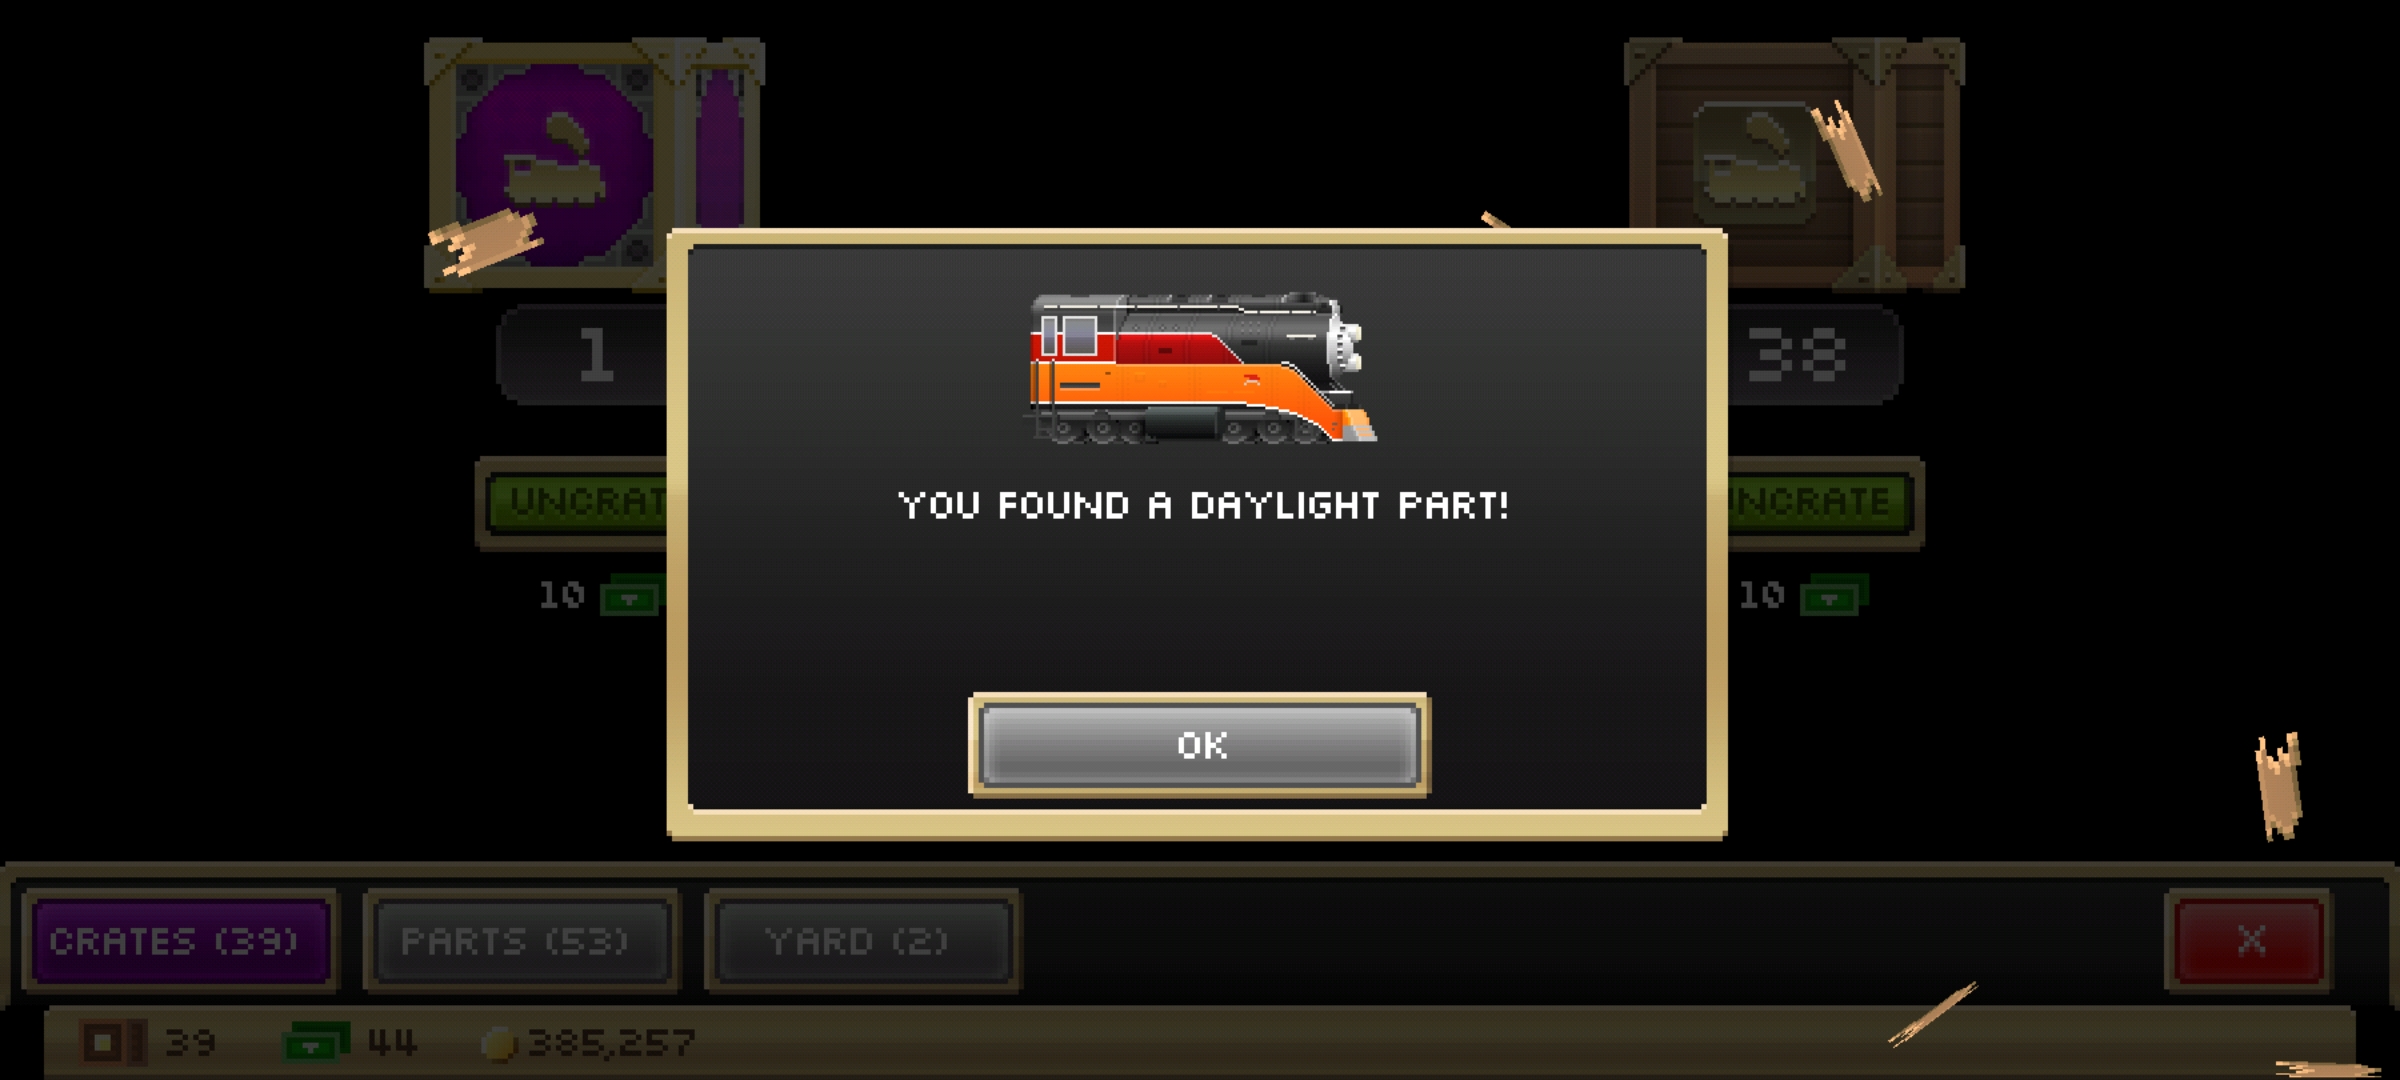 1
38
UNCRAT
NCRATE
10
10
YOU FOUND A DAYLIGHT PART!
OK
CRATES (39)
PARTS (53)
YARD (2)
X
39
44
385,257